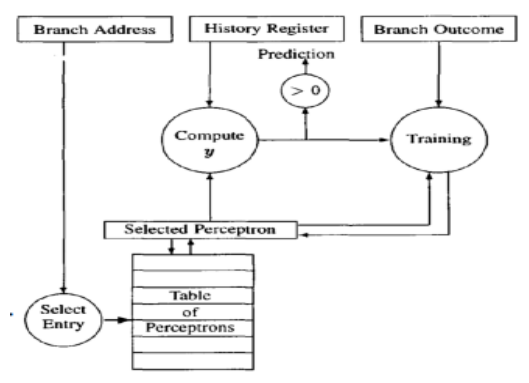 Branch Address
History Register
Branch Outcome
Prediction
> 0
Compute
y
Training
Selected Perceptron
Select
Entry
Table
of
Perceptrons